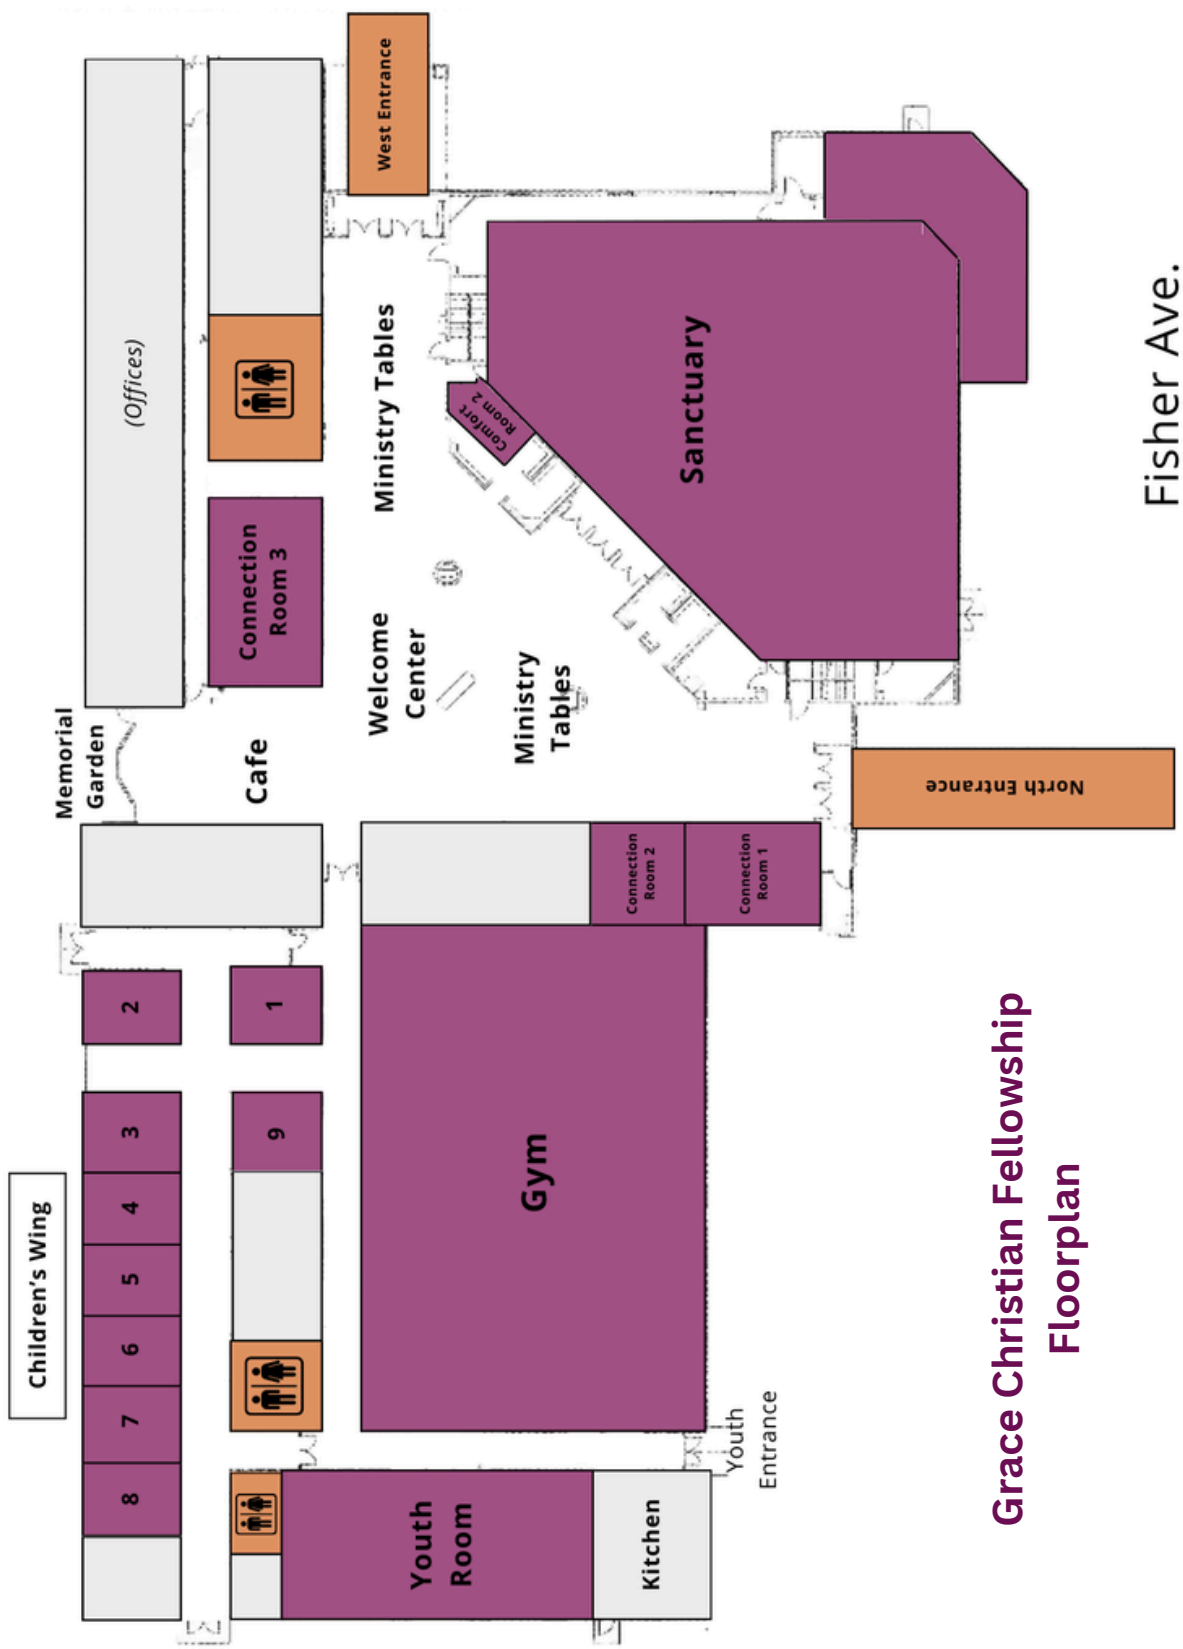 Memorial
Garden
(Offices)
Children's Wing
8
7
6
5
4
3
2
9
1
Cafe
Connection
Room 3
West Entrance
Ministry Tables
Welcome
Center
Ministry
Tables
Comfort
Room 2
Sanctuary
Youth
Room
Kitchen
Gym
Connection
Room 2
Connection
Room 1
North Entrance
Youth
Entrance
Grace Christian Fellowship
Floorplan
Fisher Ave.